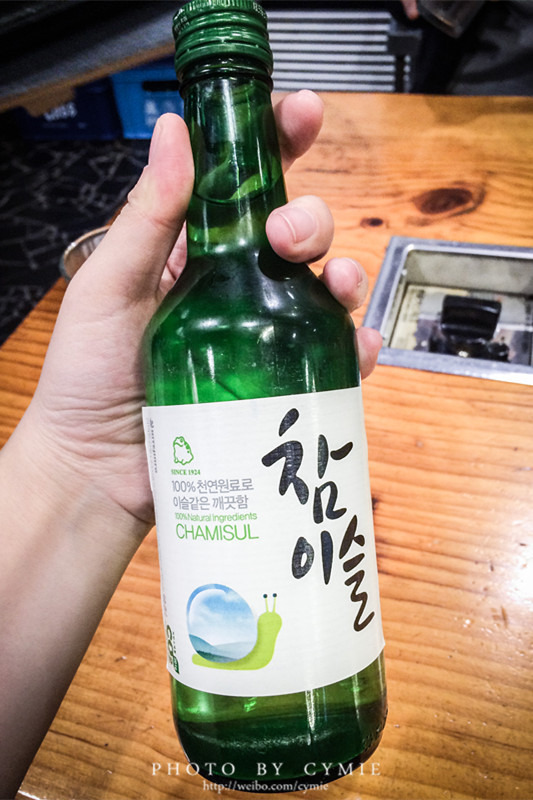 SINCE 1924
100% 천연원료로
이슬같은 깨끗함
100% Natural Ingredients
CHAMISUL
참
이슬
PHOTO BY CYMIE
http://weibo.com/cymie